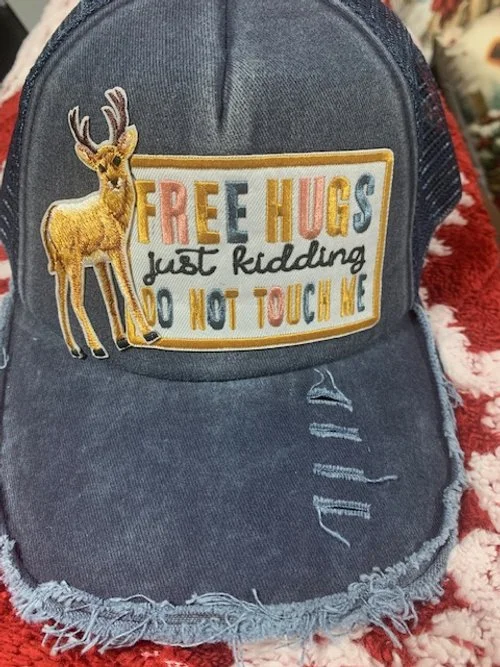 FREE HUGS
just kidding
DO NOT TOUCH ME